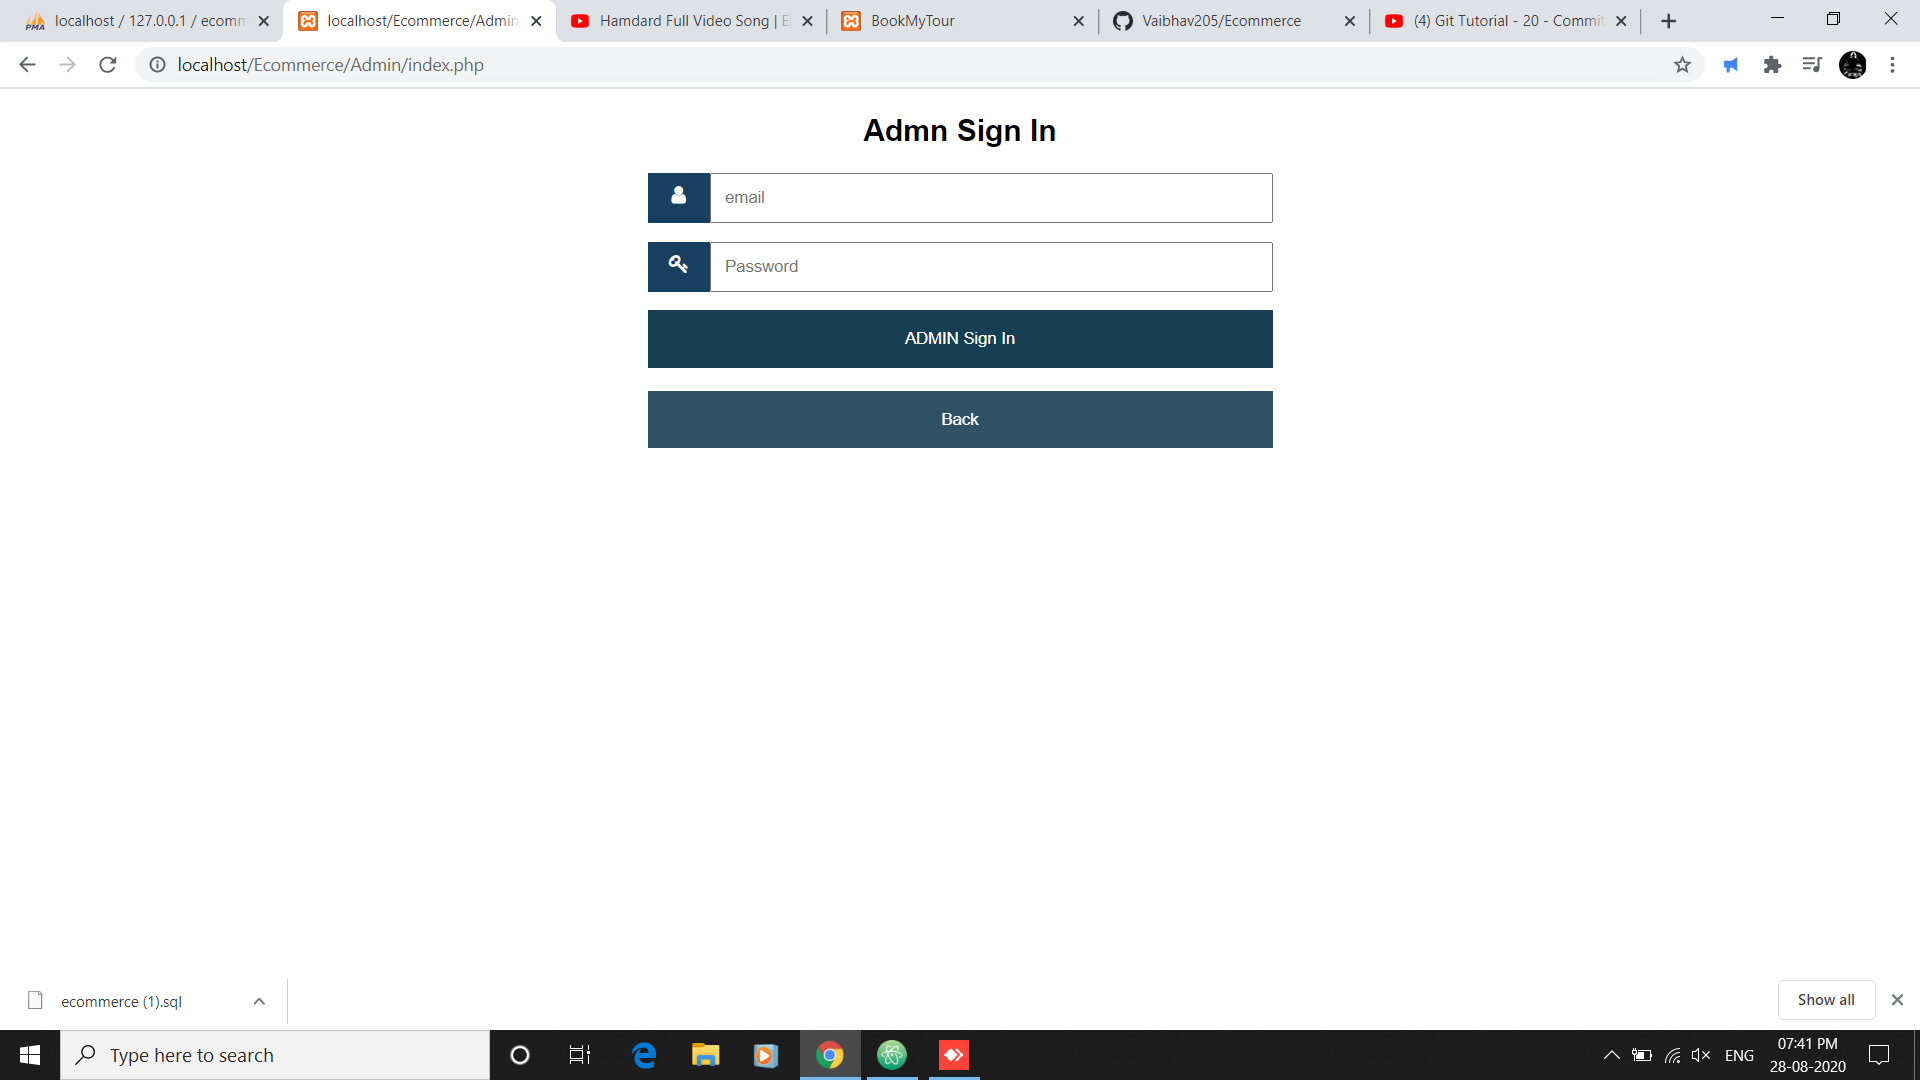 localhost / 127.0.0.1 / ecomm
localhost/Ecommerce/Admin
Hamdard Full Video Song | E
BookMyTour
Vaibhav205/Ecommerce
(4) Git Tutorial - 20 - Commit
localhost/Ecommerce/Admin/index.php
Admn Sign In
email
Password
ADMIN Sign In
Back
ecommerce (1).sql
Show all
Type here to search
ENG
07:41 PM
28-08-2020